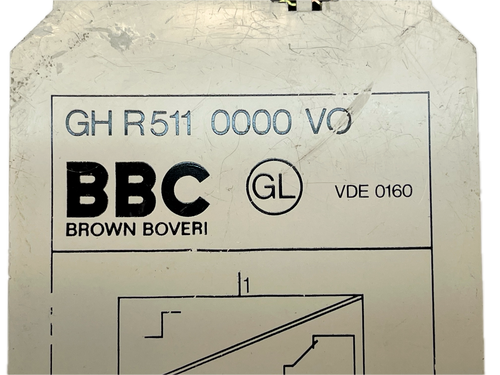 GH R511 0000 VO
BBC
BROWN BOVERI
GL
VDE 0160
1